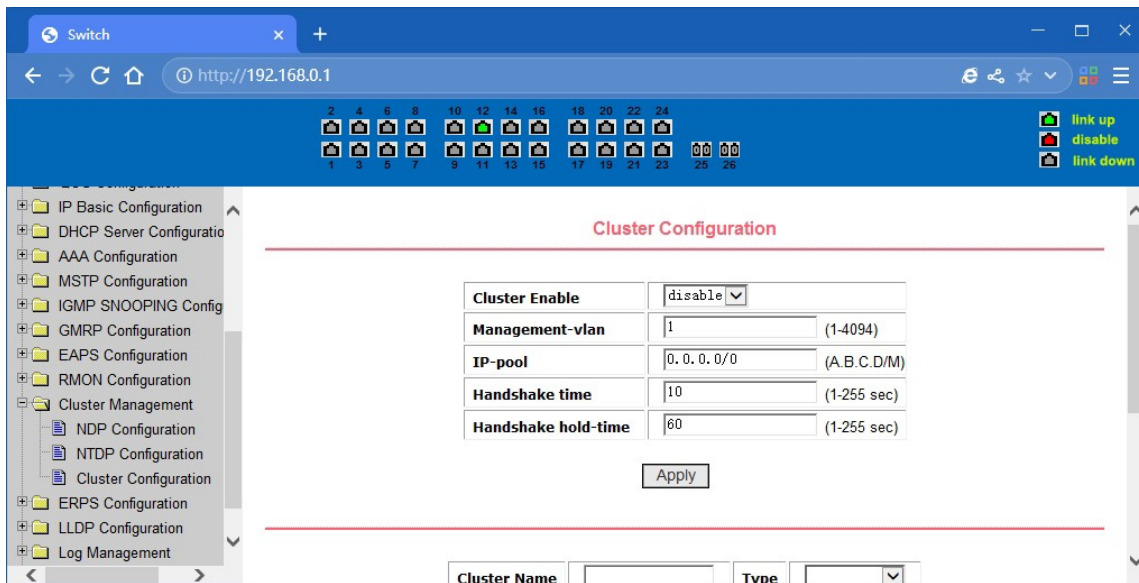 Switch
http://192.168.0.1
2 4 6 8 10 12 14 16 18 20 22 24
1 3 5 7 9 11 13 15 17 19 21 23 25 26
link up
disable
link down
IP Basic Configuration
DHCP Server Configuratio
AAA Configuration
MSTP Configuration
IGMP SNOOPING Config
GMRP Configuration
EAPS Configuration
RMON Configuration
Cluster Management
NDP Configuration
NTDP Configuration
Cluster Configuration
ERPS Configuration
LLDP Configuration
Log Management
Cluster Configuration
Cluster Enable disable
Management-vlan 1 (1-4094)
IP-pool 0.0.0.0/0 (A.B.C.D/M)
Handshake time 10 (1-255 sec)
Handshake hold-time 60 (1-255 sec)
Apply
Cluster Name Type